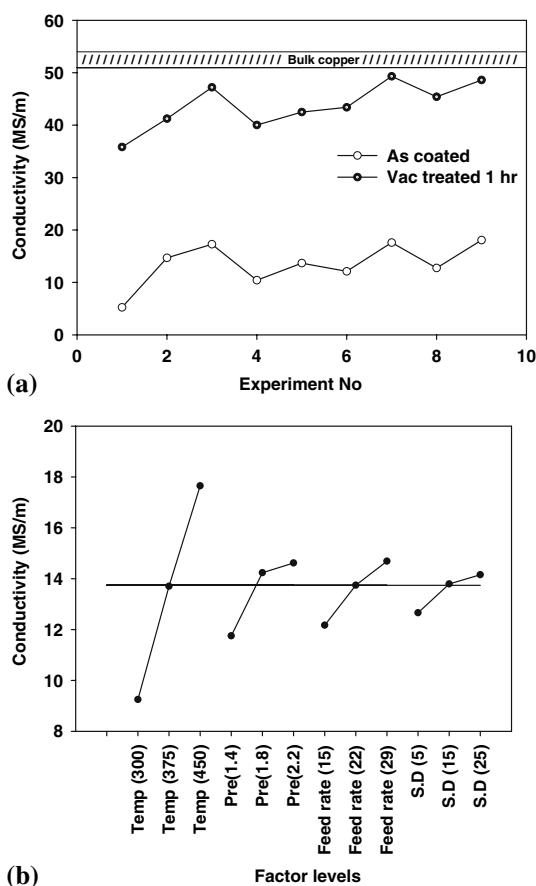 60
50
40
30
20
10
0
Conductivity (MS/m)
Bulk copper
As coated
Vac treated 1 hr
0 2 4 6 8 10
(a) Experiment No
20
18
16
14
12
10
8
Conductivity (MS/m)
Temp (300)
Temp (375)
Temp (450)
Pre(1.4)
Pre(1.8)
Pre(2.2)
Feed rate (15)
Feed rate (22)
Feed rate (29)
S.D (5)
S.D (15)
S.D (25)
(b) Factor levels